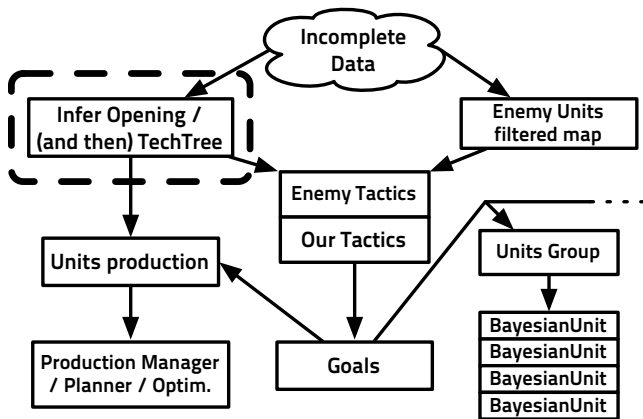 Incomplete
Data
Infer Opening /
(and then) TechTree
Enemy Units
filtered map
Enemy Tactics
Our Tactics
Units production
Units Group
Production Manager
/ Planner / Optim.
Goals
BayesianUnit
BayesianUnit
BayesianUnit
BayesianUnit